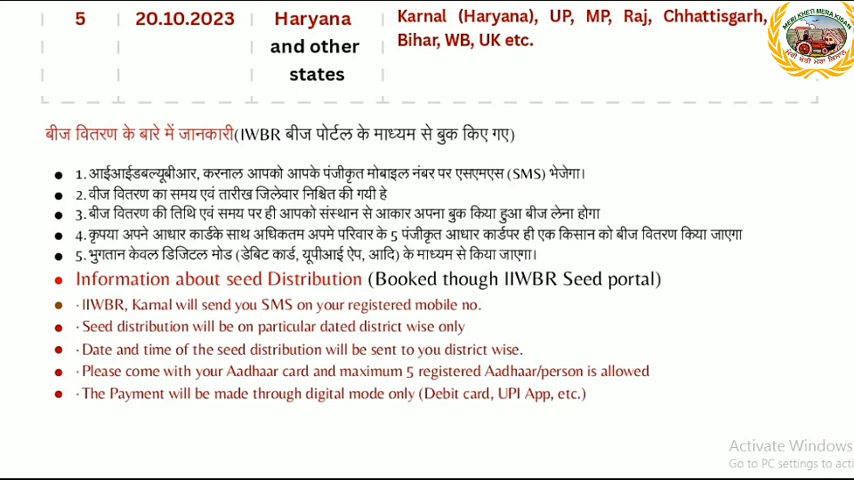 5 20.10.2023 Haryana and other states Karnal (Haryana), UP, MP, Raj, Chhattisgarh, Bihar, WB, UK etc.
MERI KHETI MERA KISAN
ਮੇਰੀ ਖੇਤੀ ਮੇਰਾ ਕਿਸਾਨ
बीज वितरण के बारे में जानकारी(IWBR बीज पोर्टल के माध्यम से बुक किए गए)
1. आईआईडबल्यूबीआर, करनाल आपको आपके पंजीकृत मोबाइल नंबर पर एसएमएस (SMS) भेजेगा।
2. वीज वितरण का समय एवं तारीख जिलेवार निश्चित की गयी हे
3. बीज वितरण की तिथि एवं समय पर ही आपको संस्थान से आकार अपना बुक किया हुआ बीज लेना होगा
4. कृपया अपने आधार कार्डके साथ अधिकतम अपमे परिवार के 5 पंजीकृत आधार कार्डपर ही एक किसान को बीज वितरण किया जाएगा
5. भुगतान केवल डिजिटल मोड (डेबिट कार्ड, यूपीआई ऐप, आदि) के माध्यम से किया जाएगा।
Information about seed Distribution (Booked though IIWBR Seed portal)
· IIWBR, Karnal will send you SMS on your registered mobile no.
· Seed distribution will be on particular dated district wise only
· Date and time of the seed distribution will be sent to you district wise.
· Please come with your Aadhaar card and maximum 5 registered Aadhaar/person is allowed
· The Payment will be made through digital mode only (Debit card, UPI App, etc.)
Activate Windows
Go to PC settings to acti